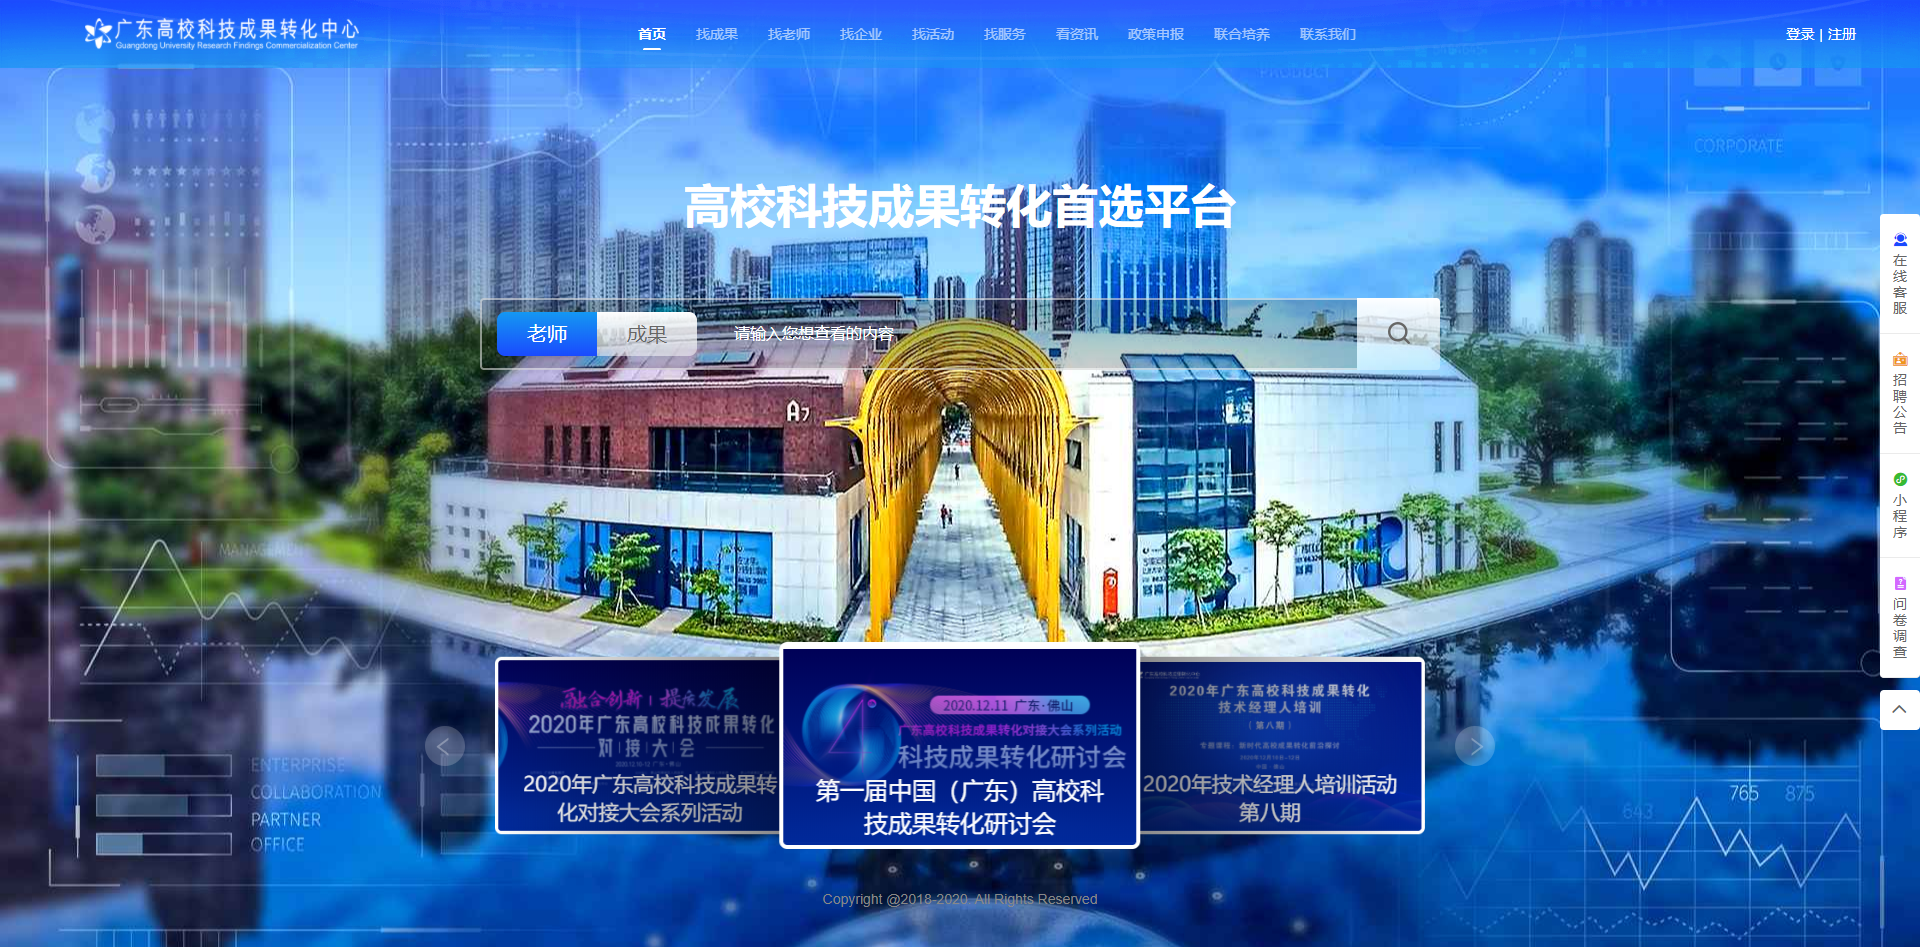 广东高校科技成果转化中心
Guangdong University Research Findings Commercialization Center
首页 找成果 找老师 找企业 找活动 找服务 看资讯 政策申报 联合培养 联系我们
登录 | 注册
PRODUCT
CORPORATE
高校科技成果转化首选平台
老师 成果 请输入您想查看的内容
在线客服
招聘公告
小程序
问卷调查
A7
MANAGEMENT
融合创新 | 提质发展
2020年广东高校科技成果转化
对接大会
2020年广东高校科技成果转
化对接大会系列活动
2020.12.11 广东·佛山
广东高校科技成果转化对接大会系列活动
科技成果转化研讨会
第一届中国（广东）高校科
技成果转化研讨会
2020年广东高校科技成果转化
技术经理人培训
（第八期）
2020年技术经理人培训活动
第八期
ENTERPRISE
COLLABORATION
PARTNER
OFFICE
643
765
875
Copyright @2018-2020. All Rights Reserved